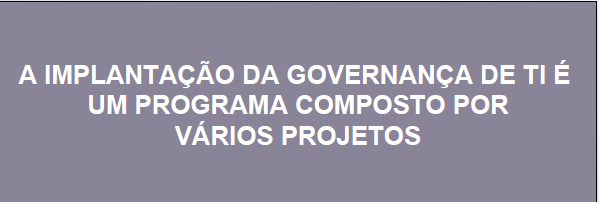 A IMPLANTAÇÃO DA GOVERNANÇA DE TI É
UM PROGRAMA COMPOSTO POR
VÁRIOS PROJETOS